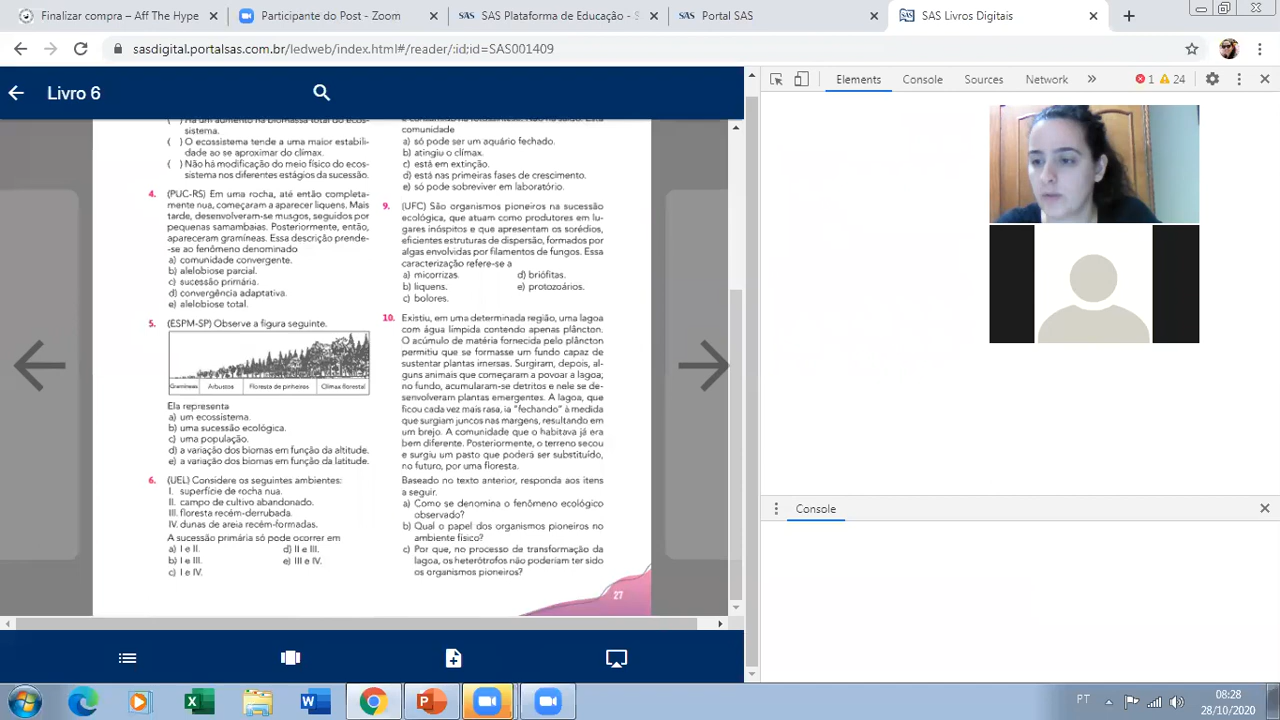 Finalizar compra – Aff The Hype
Participante do Post - Zoom
SAS Plataforma de Educação - S
Portal SAS
SAS Livros Digitais
sasdigital.portalsas.com.br/ledweb/index.html#/reader/:id;id=SAS001409
Livro 6
( ) Há um aumento na biomassa total do ecos-
sistema.
( ) O ecossistema tende a uma maior estabili-
dade ao se aproximar do clímax.
( ) Não há modificação do meio físico do ecos-
sistema nos diferentes estágios da sucessão.
4. (PUC-RS) Em uma rocha, até então completa-
mente nua, começaram a aparecer liquens. Mais
tarde, desenvolveram-se musgos, seguidos por
pequenas samambaias. Posteriormente, então,
apareceram gramíneas. Essa descrição prende-
-se ao fenômeno denominado
a) comunidade convergente.
b) alelobiose parcial.
c) sucessão primária.
d) convergência adaptativa.
e) alelobiose total.
5. (ESPM-SP) Observe a figura seguinte.
Gramíneas Arbustos Floresta de pinheiros Clímax florestal
Ela representa
a) um ecossistema.
b) uma sucessão ecológica.
c) uma população.
d) a variação dos biomas em função da altitude.
e) a variação dos biomas em função da latitude.
6. (UEL) Considere os seguintes ambientes:
I. superfície de rocha nua.
II. campo de cultivo abandonado.
III. floresta recém-derrubada.
IV. dunas de areia recém-formadas.
A sucessão primária só pode ocorrer em
a) I e II. d) II e III.
b) I e III. e) III e IV.
c) I e IV.
comunidade
a) só pode ser um aquário fechado.
b) atingiu o clímax.
c) está em extinção.
d) está nas primeiras fases de crescimento.
e) só pode sobreviver em laboratório.
9. (UFC) São organismos pioneiros na sucessão
ecológica, que atuam como produtores em lu-
gares inóspitos e que apresentam os sorédios,
eficientes estruturas de dispersão, formados por
algas envolvidas por filamentos de fungos. Essa
caracterização refere-se a
a) micorrizas. d) briófitas.
b) liquens. e) protozoários.
c) bolores.
10. Existiu, em uma determinada região, uma lagoa
com água límpida contendo apenas plâncton.
O acúmulo de matéria fornecida pelo plâncton
permitiu que se formasse um fundo capaz de
sustentar plantas imersas. Surgiram, depois, al-
guns animais que começaram a povoar a lagoa;
no fundo, acumularam-se detritos e nele se de-
senvolveram plantas emergentes. A lagoa, que
ficou cada vez mais rasa, ia "fechando" à medida
que surgiam juncos nas margens, resultando em
um brejo. A comunidade que o habitava já era
bem diferente. Posteriormente, o terreno secou
e surgiu um pasto que poderá ser substituído,
no futuro, por uma floresta.
Baseado no texto anterior, responda aos itens
a seguir.
a) Como se denomina o fenômeno ecológico
observado?
b) Qual o papel dos organismos pioneiros no
ambiente físico?
c) Por que, no processo de transformação da
lagoa, os heterótrofos não poderiam ter sido
os organismos pioneiros?
27
Elements Console Sources Network » 1 24
Console
PT
08:28
28/10/2020